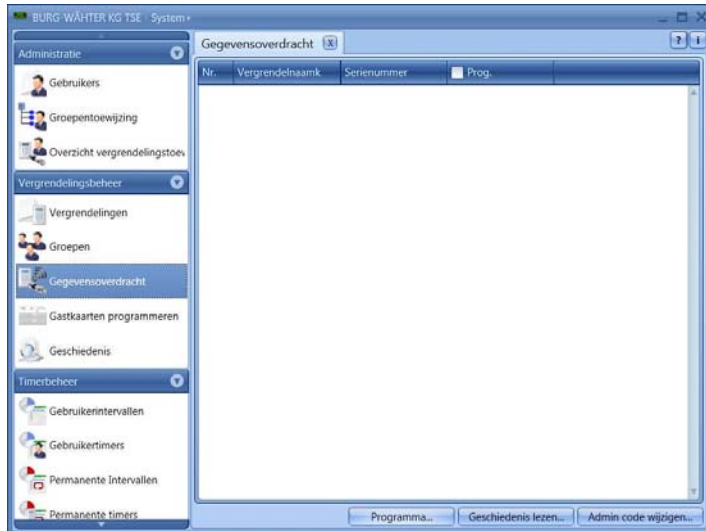 BURG-WÄHTER KG TSE System+
Administratie
Gebruikers
Groepentoewijzing
Overzicht vergrendelingstoev
Vergrendelingsbeheer
Vergrendelingen
Groepen
Gegevensoverdracht
Gastkaarten programmeren
Geschiedenis
Timerbeheer
Gebruikerintervallen
Gebruikertimers
Permanente Intervallen
Permanente timers
Gegevensoverdracht x
? i
Nr. Vergrendelnaamk Serienummer Prog.
Programma... Geschiedenis lezen... Admin code wijzigen...